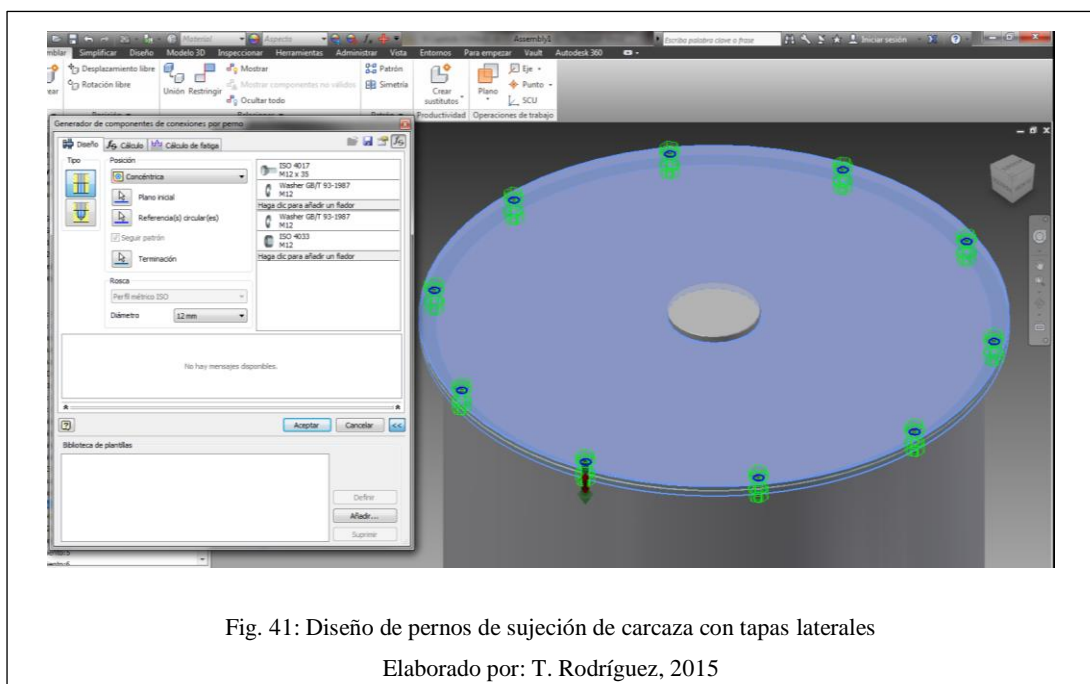 Material
Aspecto
Assembly1
Escriba palabra clave o frase
Iniciar sesión
Simplificar Diseño Modelo 3D Inspeccionar Herramientas Administrar Vista Entornos Para empezar Vault Autodesk 360
Desplazamiento libre
Rotación libre
Unión Restringir
Mostrar
Mostrar componentes no válidos
Ocultar todo
Patrón
Simetría
Crear sustitutos
Plano
Eje
Punto
SCU
Productividad
Operaciones de trabajo
Generador de componentes de conexiones por perno
Diseño
Cálculo
Cálculo de fatiga
Tipo
Posición
Concéntrica
Plano inicial
Referencia(s) circular(es)
Seguir patrón
Terminación
Rosca
Perfil métrico ISO
Diámetro
12 mm
ISO 4017
M12 x 35
Washer GB/T 93-1987
M12
Haga clic para añadir un fiador
Washer GB/T 93-1987
M12
ISO 4033
M12
Haga clic para añadir un fiador
No hay mensajes disponibles.
Aceptar
Cancelar
<<
Biblioteca de plantillas
Definir
Añadir...
Suprimir
Fig. 41: Diseño de pernos de sujeción de carcaza con tapas laterales
Elaborado por: T. Rodríguez, 2015